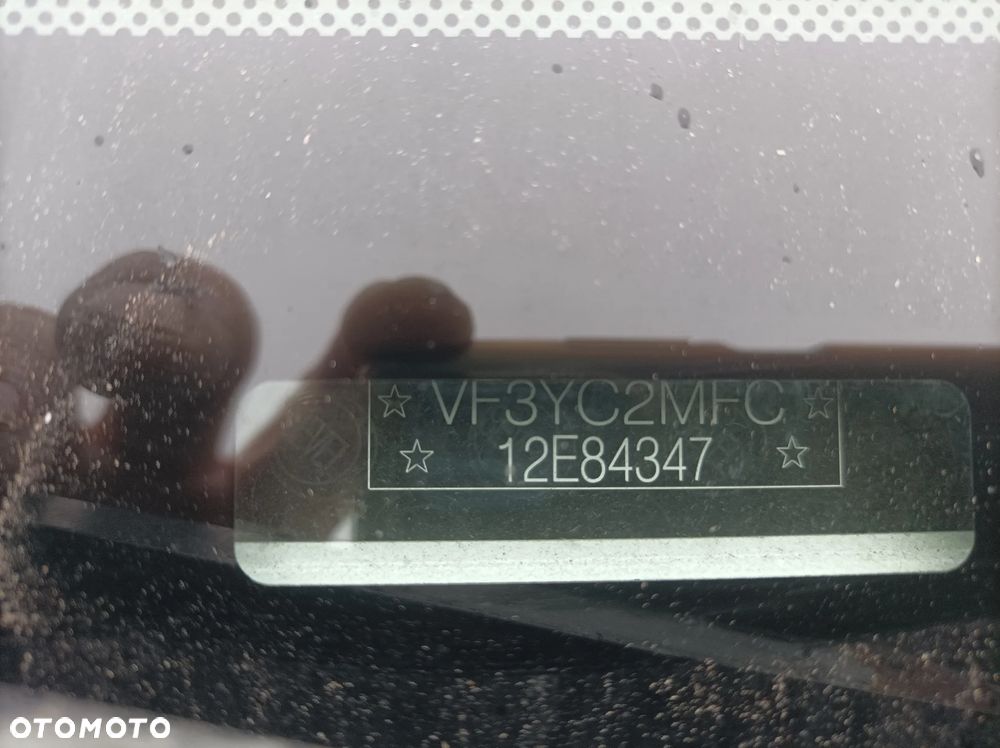 ☆ VF3YC2MFC ☆
☆ 12E84347 ☆
OTOMOTO